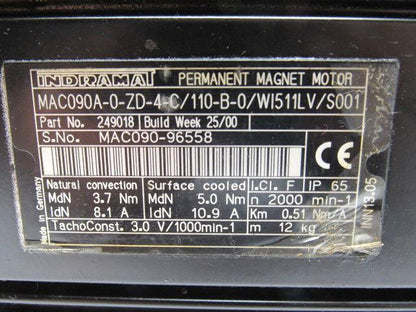 INDRAMAT PERMANENT MAGNET MOTOR
MAC090A-0-ZD-4-C/110-B-0/WI511LV/S001
Part No. 249018 Build Week 25/00
S.No. MAC090-96558
CE
Made in Germany
Natural convection Surface cooled I.Cl. F IP 65
MdN 3.7 Nm MdN 5.0 Nm n 2000 min-1
IdN 8.1 A IdN 10.9 A Km 0.51 Nm/A
TachoConst. 3.0 V/1000min-1 m 12 kg
INN13.05